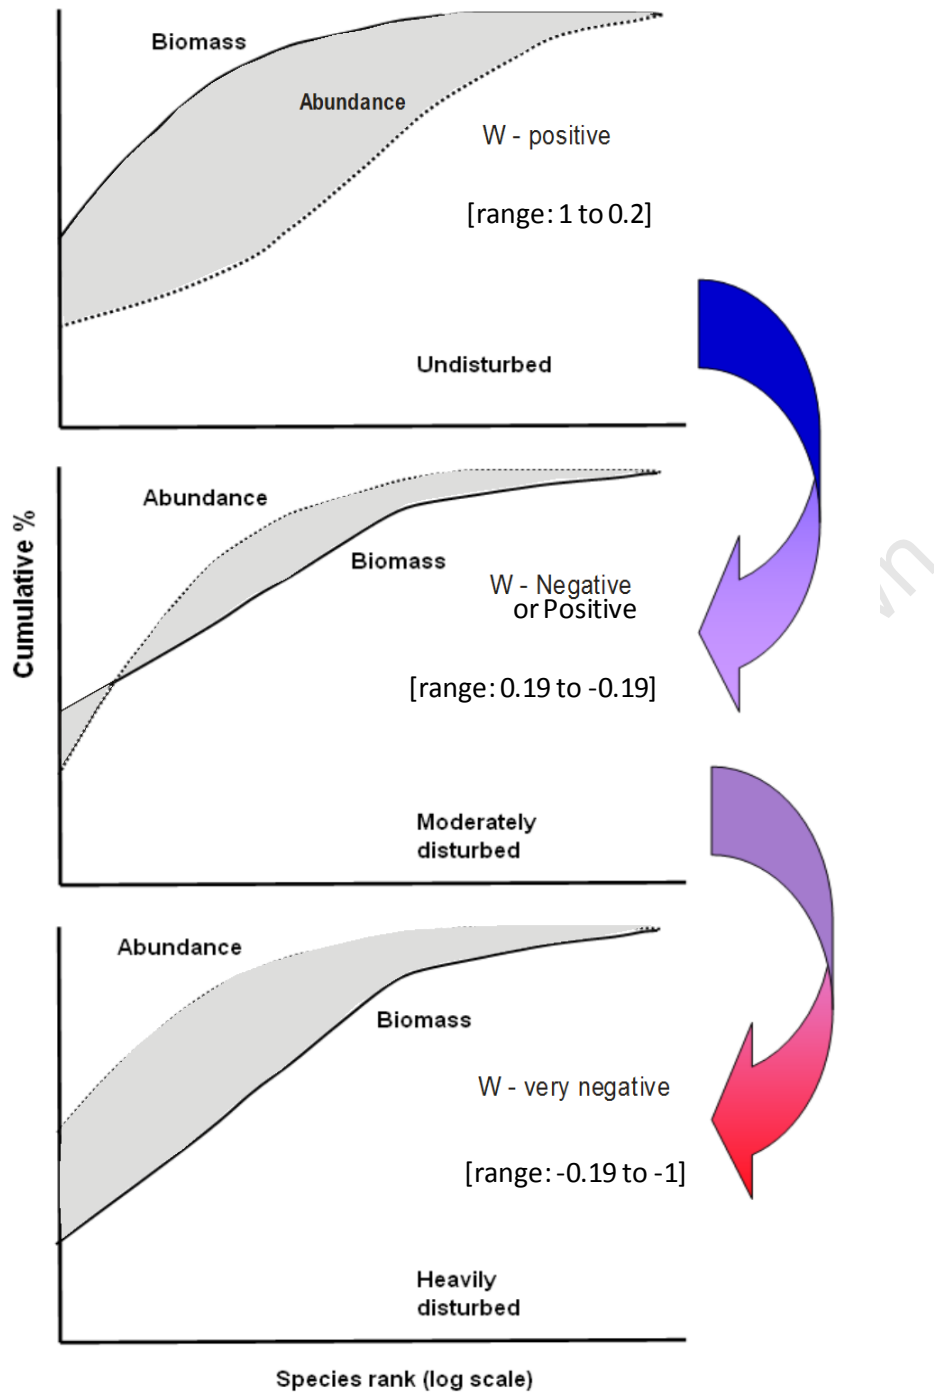 Biomass
Abundance
W - positive
[range: 1 to 0.2]
Undisturbed
Cumulative %
Abundance
Biomass
W - Negative
or Positive
[range: 0.19 to -0.19]
Moderately
disturbed
Abundance
Biomass
W - very negative
[range: -0.19 to -1]
Heavily
disturbed
Species rank (log scale)